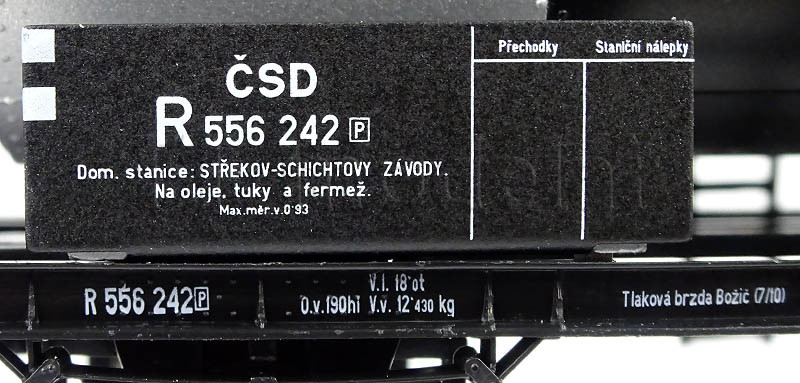 ČSD
R 556 242 P
Dom. stanice: STŘEKOV-SCHICHTOVY ZÁVODY.
Na oleje, tuky a fermež.
Max.měr.v.0·93
Přechodky
Staniční nálepky
R 556 242 P
V.l. 18·0t
O.v.190hl V.v. 12·430 kg
Tlaková brzda Božič (7/10)